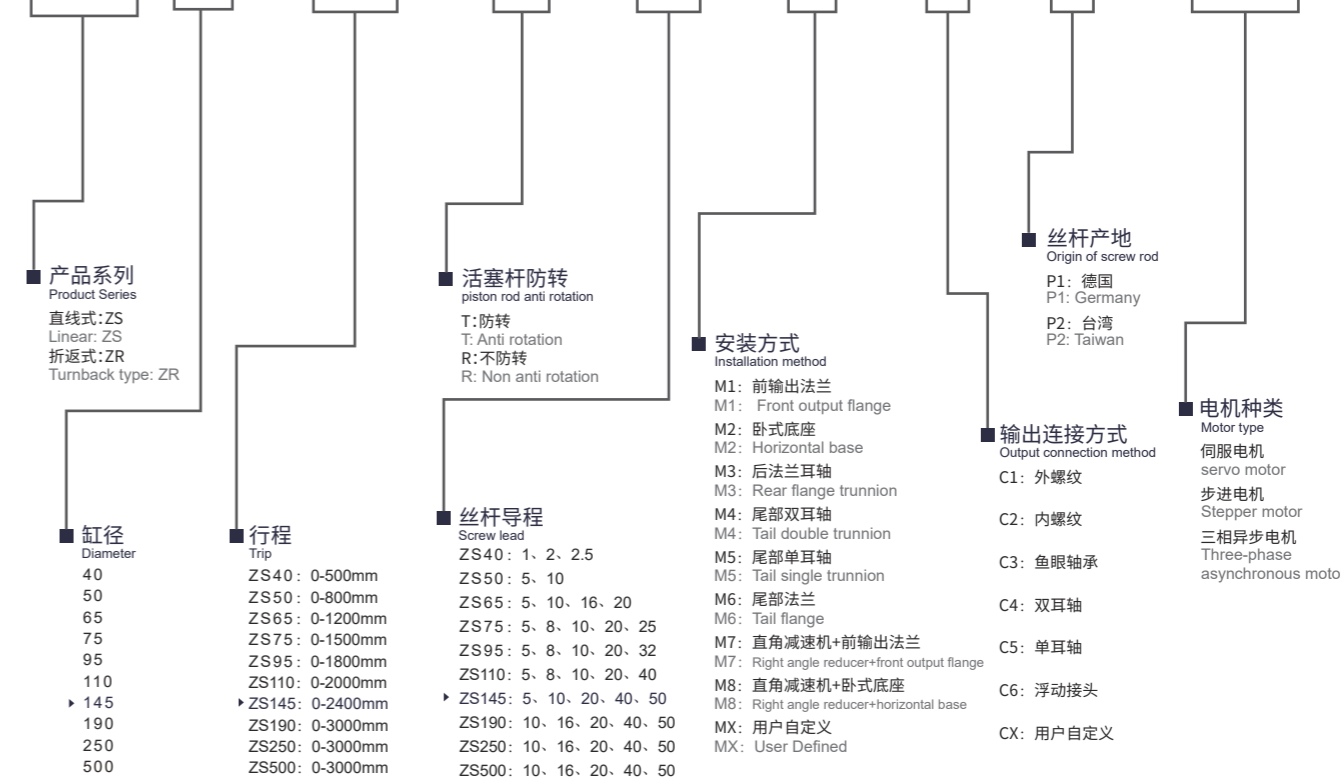 产品系列
Product Series
直线式:ZS
Linear: ZS
折返式:ZR
Turnback type: ZR
缸径
Diameter
40
50
65
75
95
110
145
190
250
500
行程
Trip
ZS40: 0-500mm
ZS50: 0-800mm
ZS65: 0-1200mm
ZS75: 0-1500mm
ZS95: 0-1800mm
ZS110: 0-2000mm
ZS145: 0-2400mm
ZS190: 0-3000mm
ZS250: 0-3000mm
ZS500: 0-3000mm
活塞杆防转
piston rod anti rotation
T:防转
T: Anti rotation
R:不防转
R: Non anti rotation
丝杆导程
Screw lead
ZS40: 1、2、2.5
ZS50: 5、10
ZS65: 5、10、16、20
ZS75: 5、8、10、20、25
ZS95: 5、8、10、20、32
ZS110: 5、8、10、20、40
ZS145: 5、10、20、40、50
ZS190: 10、16、20、40、50
ZS250: 10、16、20、40、50
ZS500: 10、16、20、40、50
安装方式
Installation method
M1: 前输出法兰
M1: Front output flange
M2: 卧式底座
M2: Horizontal base
M3: 后法兰耳轴
M3: Rear flange trunnion
M4: 尾部双耳轴
M4: Tail double trunnion
M5: 尾部单耳轴
M5: Tail single trunnion
M6: 尾部法兰
M6: Tail flange
M7: 直角减速机+前输出法兰
M7: Right angle reducer+front output flange
M8: 直角减速机+卧式底座
M8: Right angle reducer+horizontal base
MX: 用户自定义
MX: User Defined
输出连接方式
Output connection method
C1: 外螺纹
C2: 内螺纹
C3: 鱼眼轴承
C4: 双耳轴
C5: 单耳轴
C6: 浮动接头
CX: 用户自定义
丝杆产地
Origin of screw rod
P1: 德国
P1: Germany
P2: 台湾
P2: Taiwan
电机种类
Motor type
伺服电机
servo motor
步进电机
Stepper motor
三相异步电机
Three-phase
asynchronous moto